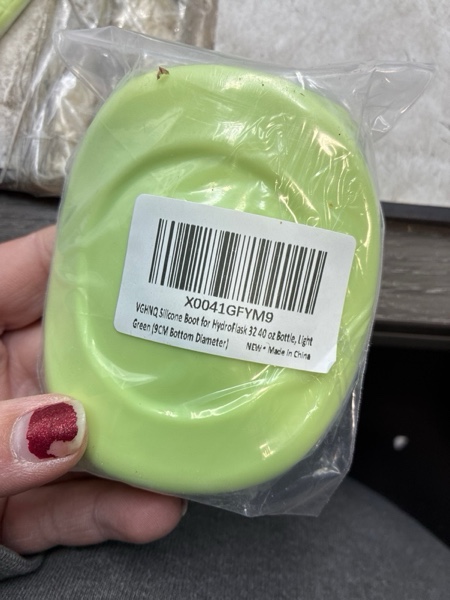 X0041GFYM9
VGHNQ Silicone Boot for HydroFlask 32 40 oz Bottle, Light
Green (9CM Bottom Diameter) NEW* Made in China